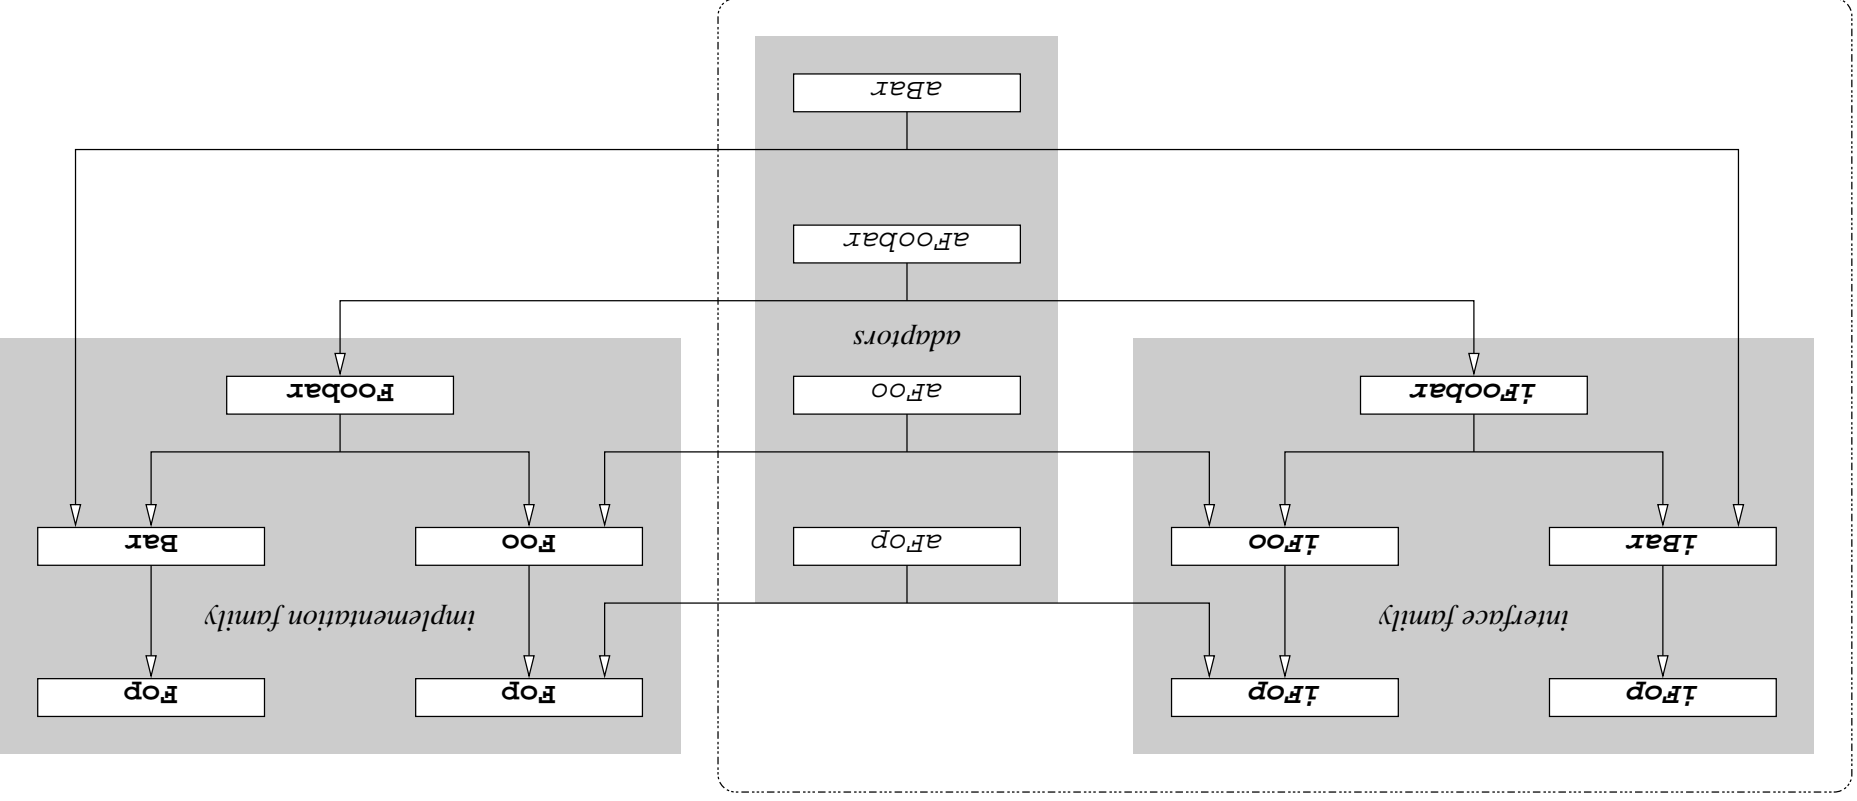 iFop
iFop
Fop
Fop
interface family
implementation family
iBar
iFoo
aFop
Foo
Bar
iFoobar
aFoo
Foobar
adaptors
aFoobar
aBar